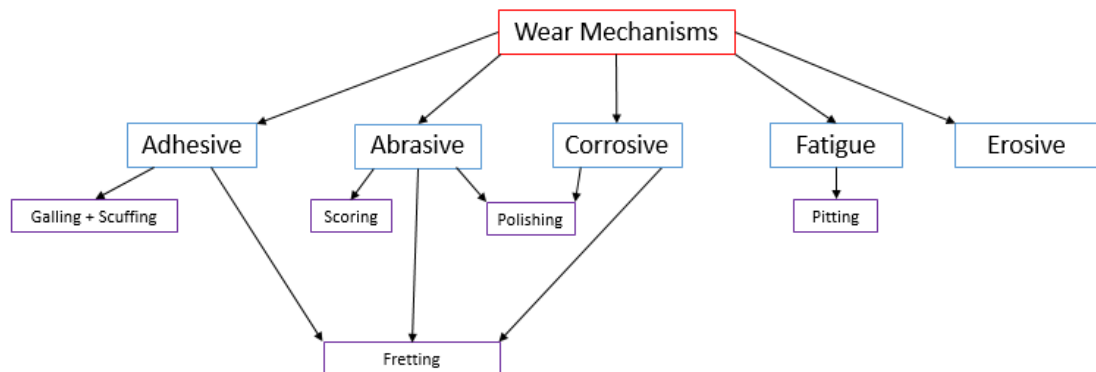 Wear Mechanisms
Adhesive
Abrasive
Corrosive
Fatigue
Erosive
Galling + Scuffing
Scoring
Polishing
Pitting
Fretting